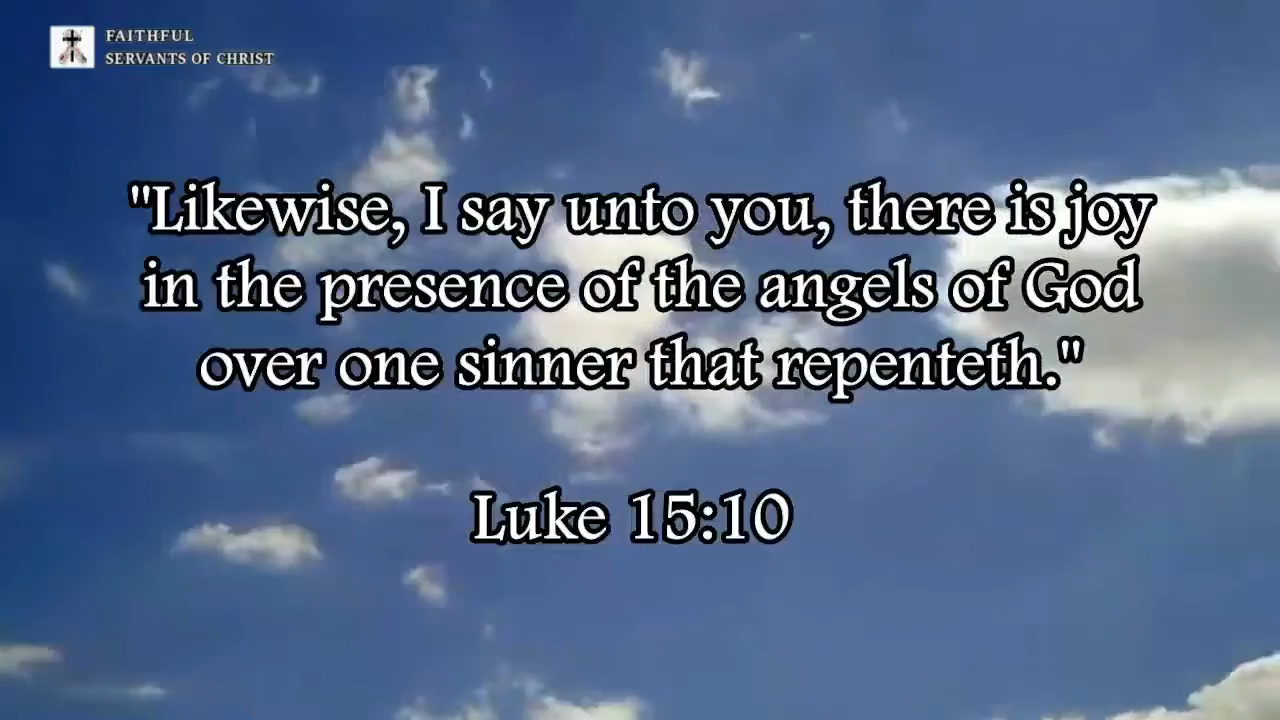 FAITHFUL
SERVANTS OF CHRIST
"Likewise, I say unto you, there is joy
in the presence of the angels of God
over one sinner that repenteth."
Luke 15:10